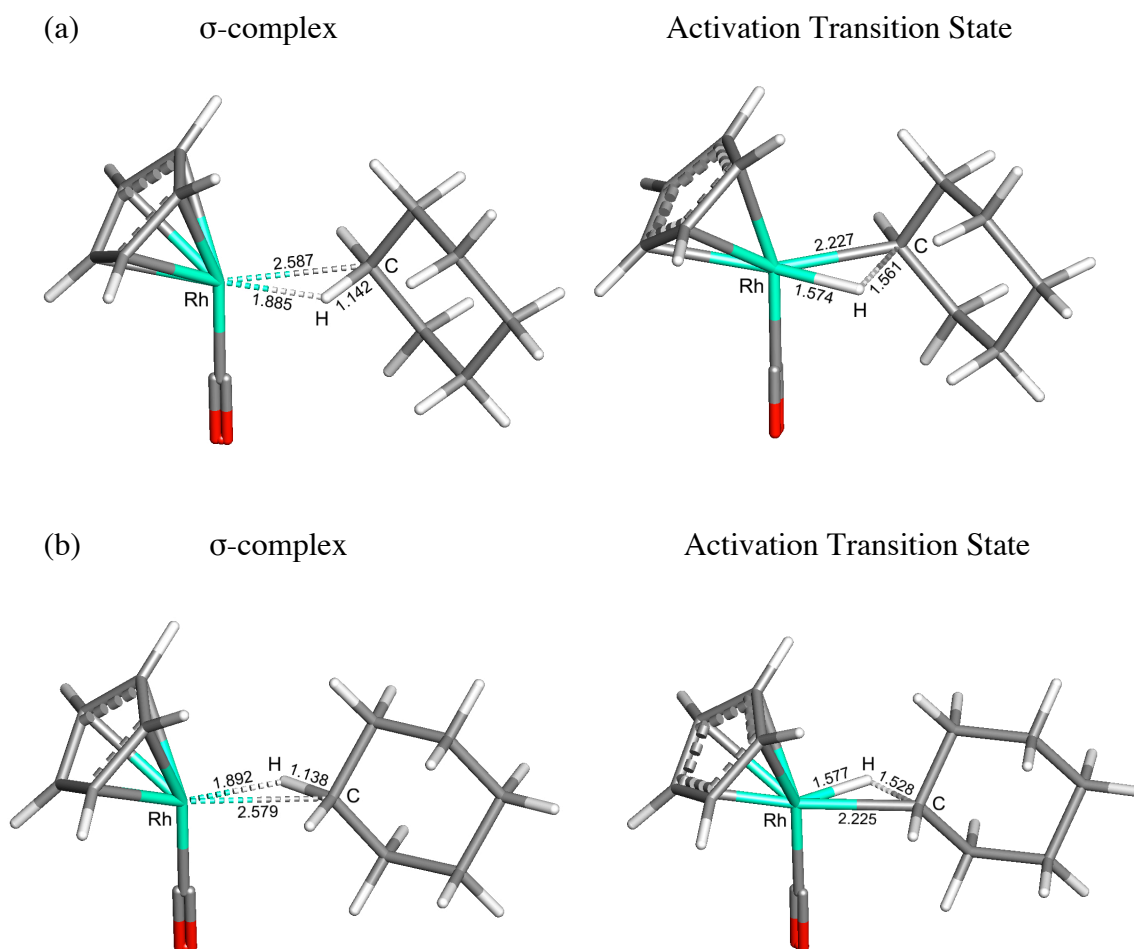 (a) σ-complex Activation Transition State
2.587
C
Rh
1.885
1.142
H
2.227
C
Rh
1.574
1.561
H
(b) σ-complex Activation Transition State
H
1.138
1.892
C
Rh
2.579
H
1.577
1.528
C
Rh
2.225